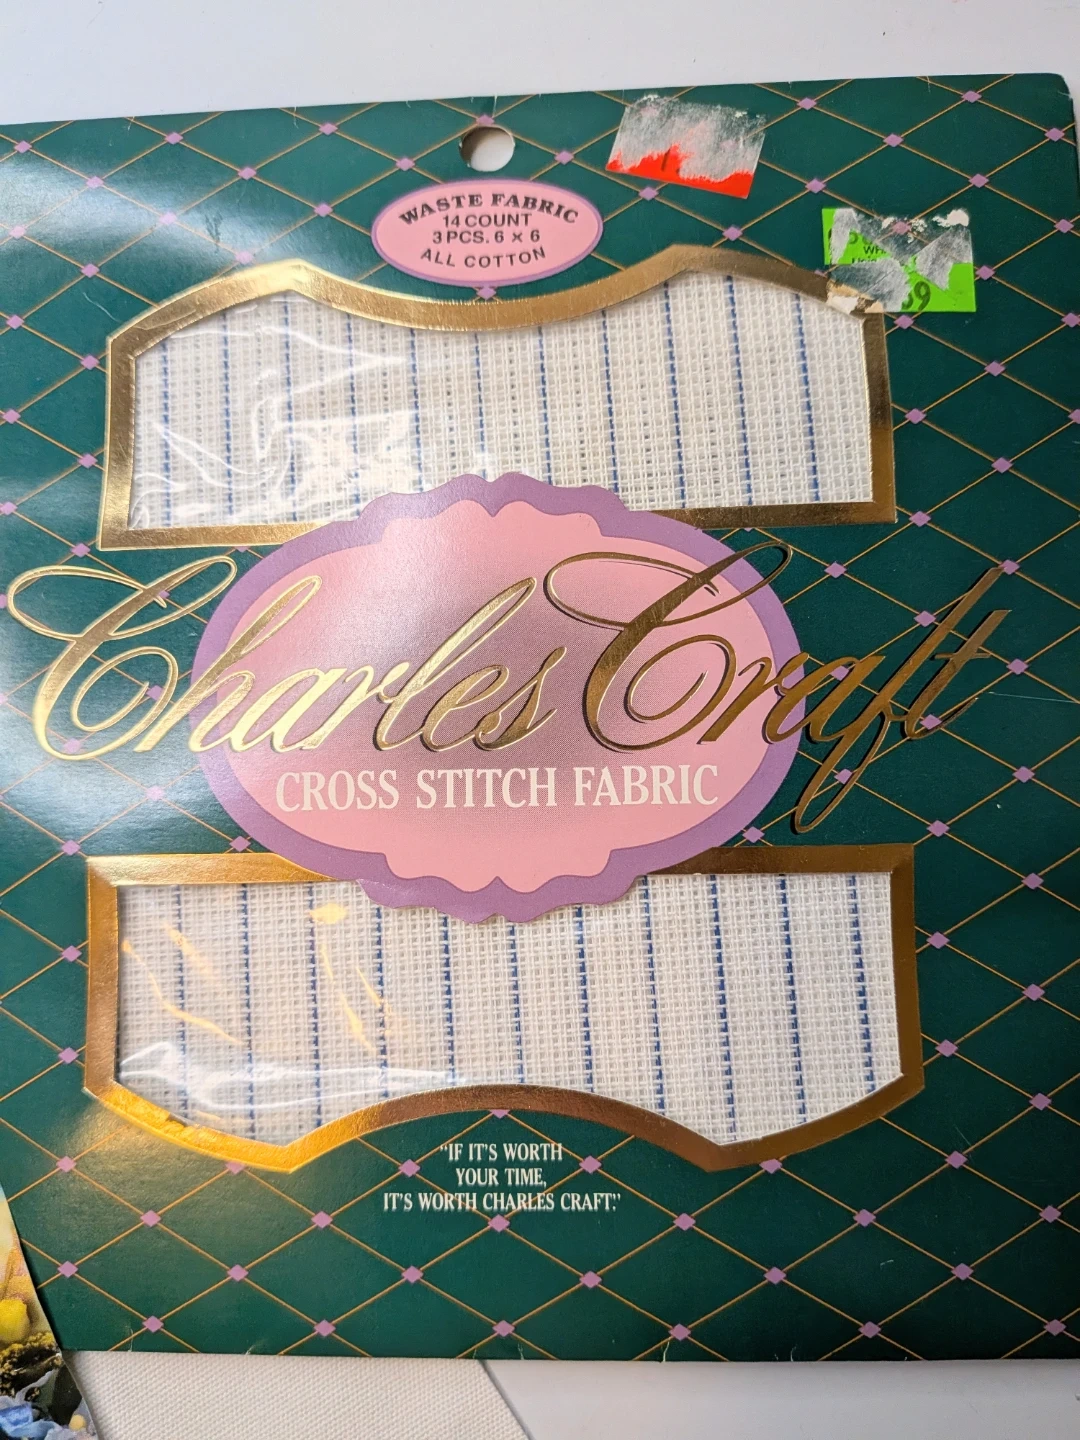 WASTE FABRIC
14 COUNT
3 PCS. 6 × 6
ALL COTTON
Charles Craft
CROSS STITCH FABRIC
"IF IT'S WORTH
YOUR TIME,
IT'S WORTH CHARLES CRAFT."